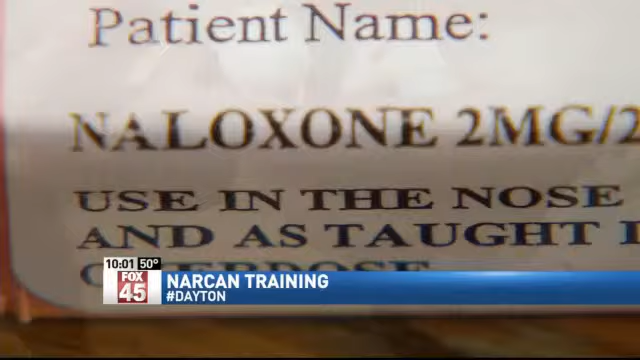 Patient Name:
NALOXONE 2MG/2
USE IN THE NOSE
AND AS TAUGHT
10:01 50°
FOX
45
NARCAN TRAINING
#DAYTON